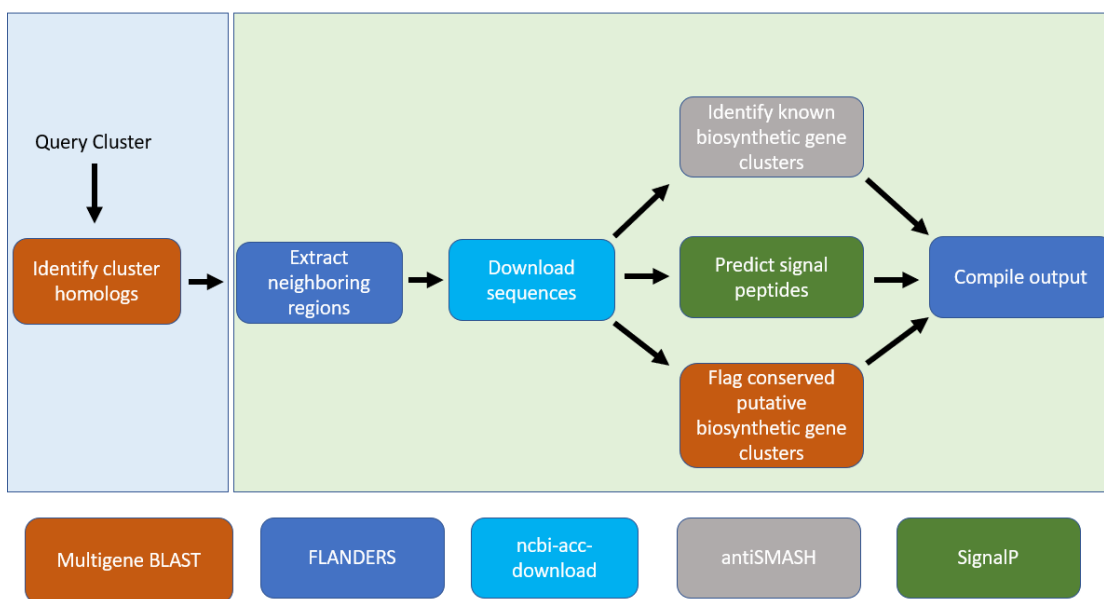 Query Cluster
Identify cluster
homologs
Extract
neighboring
regions
Download
sequences
Identify known
biosynthetic gene
clusters
Predict signal
peptides
Flag conserved
putative
biosynthetic gene
clusters
Compile output
Multigene BLAST
FLANDERS
ncbi-acc-
download
antiSMASH
SignalP